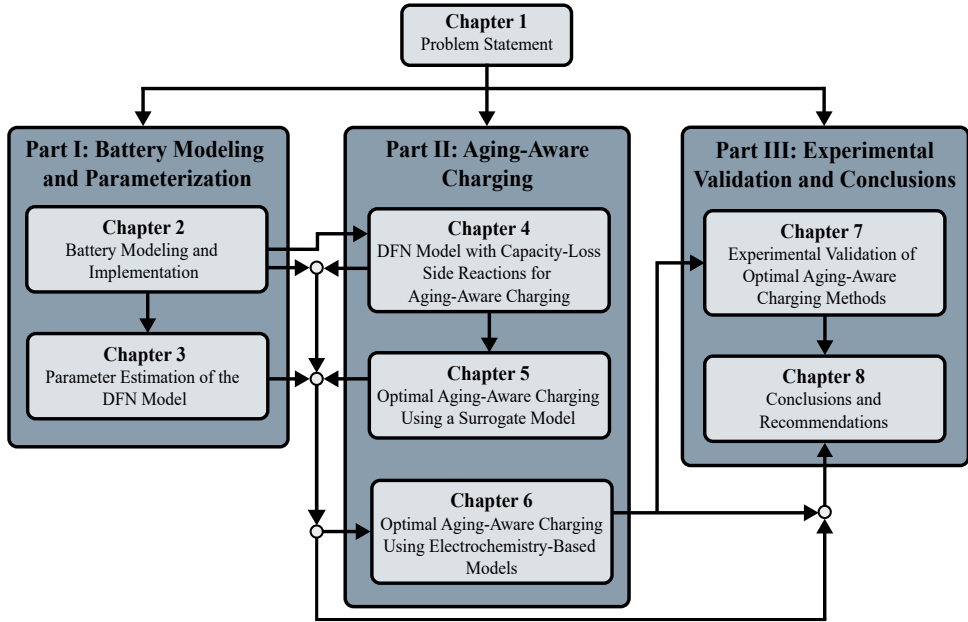 Chapter 1
Problem Statement
Part I: Battery Modeling
and Parameterization
Chapter 2
Battery Modeling and
Implementation
Chapter 3
Parameter Estimation of the
DFN Model
Part II: Aging-Aware
Charging
Chapter 4
DFN Model with Capacity-Loss
Side Reactions for
Aging-Aware Charging
Chapter 5
Optimal Aging-Aware Charging
Using a Surrogate Model
Chapter 6
Optimal Aging-Aware Charging
Using Electrochemistry-Based
Models
Part III: Experimental
Validation and Conclusions
Chapter 7
Experimental Validation of
Optimal Aging-Aware
Charging Methods
Chapter 8
Conclusions and
Recommendations